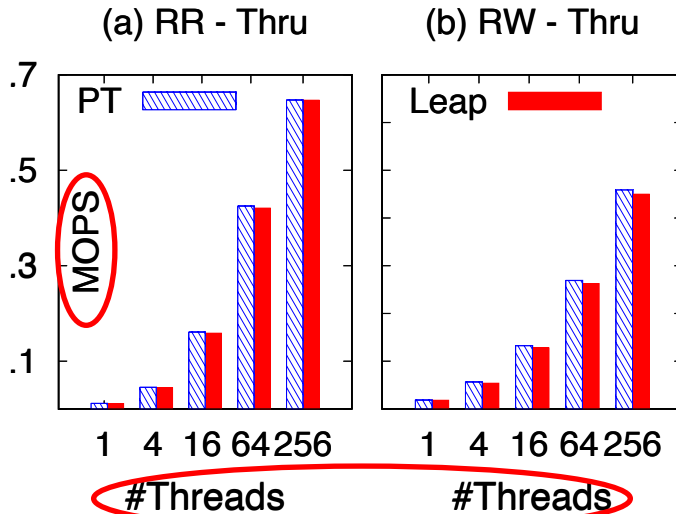 (a) RR - Thru
(b) RW - Thru
.7
.5
.3
.1
MOPS
PT
Leap
1 4 16 64 256
1 4 16 64 256
#Threads
#Threads